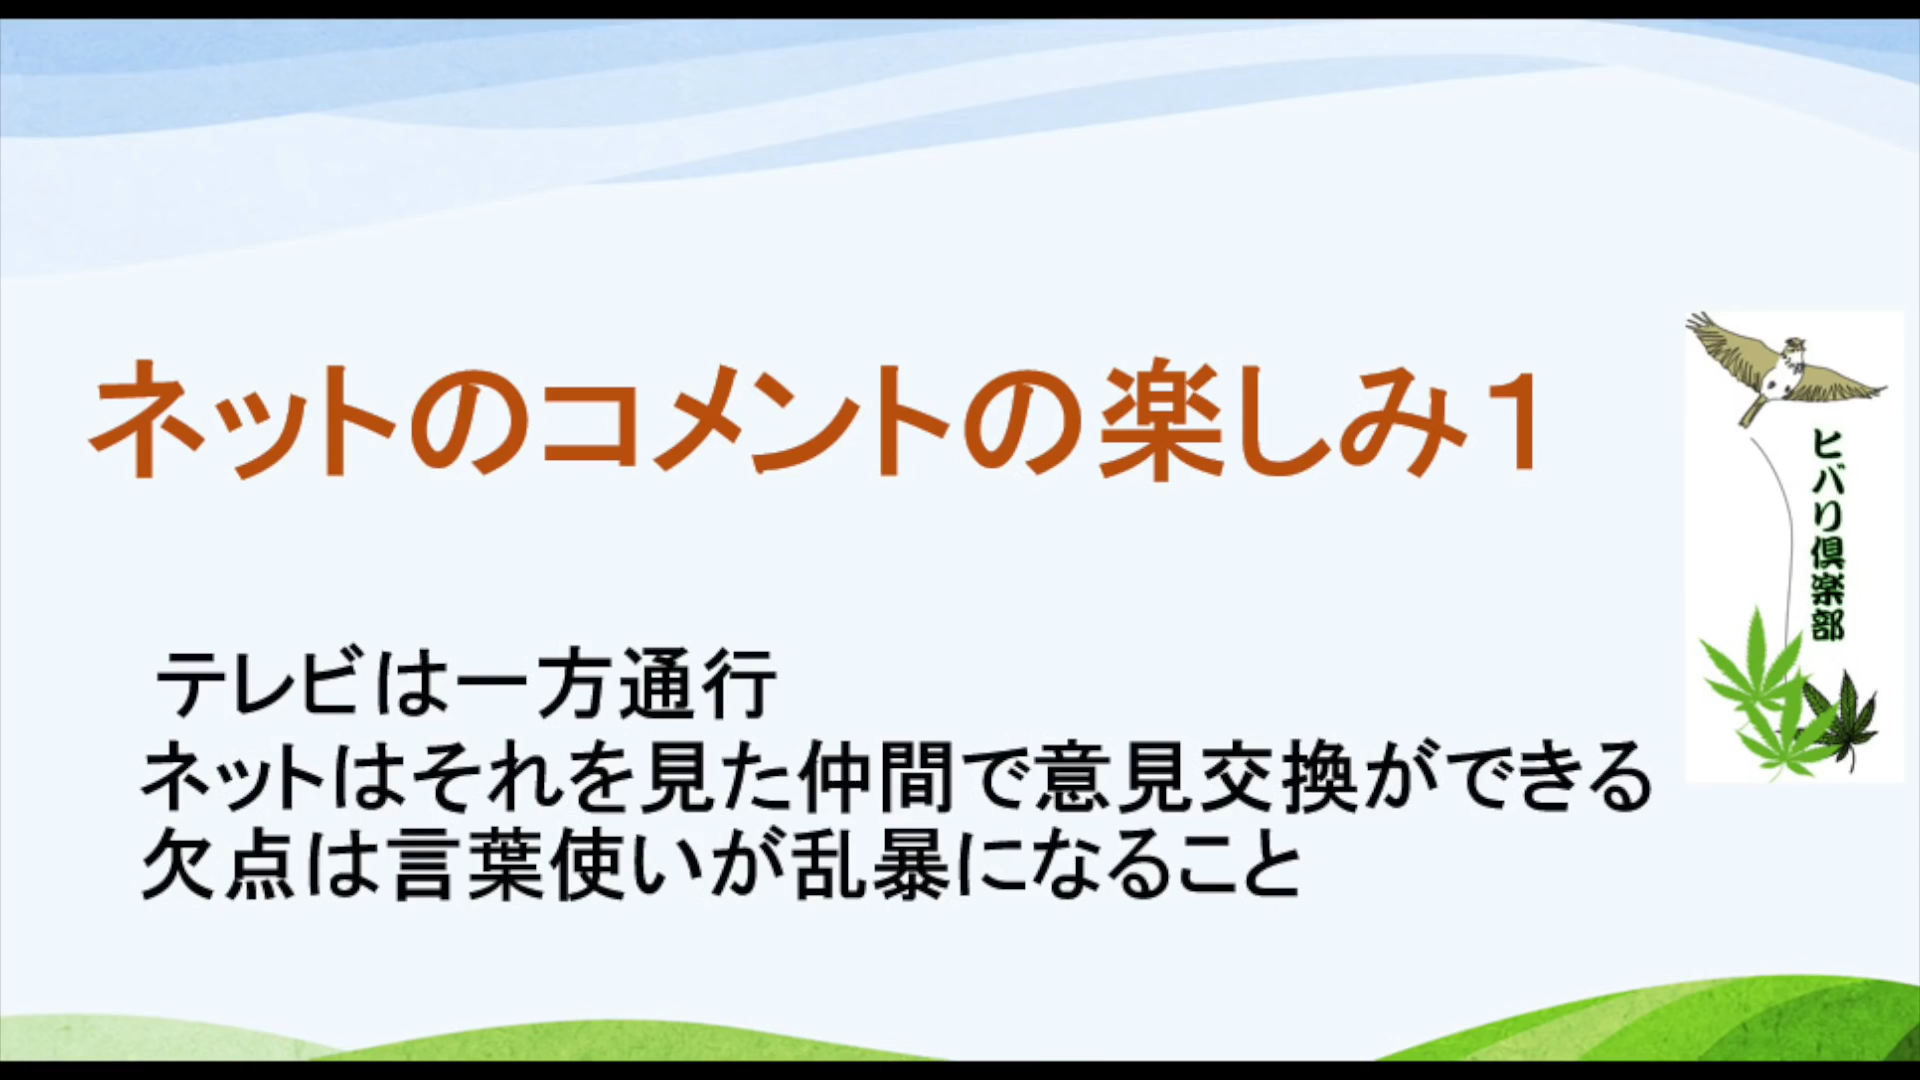 ネットのコメントの楽しみ１
テレビは一方通行
ネットはそれを見た仲間で意見交換ができる
欠点は言葉使いが乱暴になること
ヒバリ倶楽部